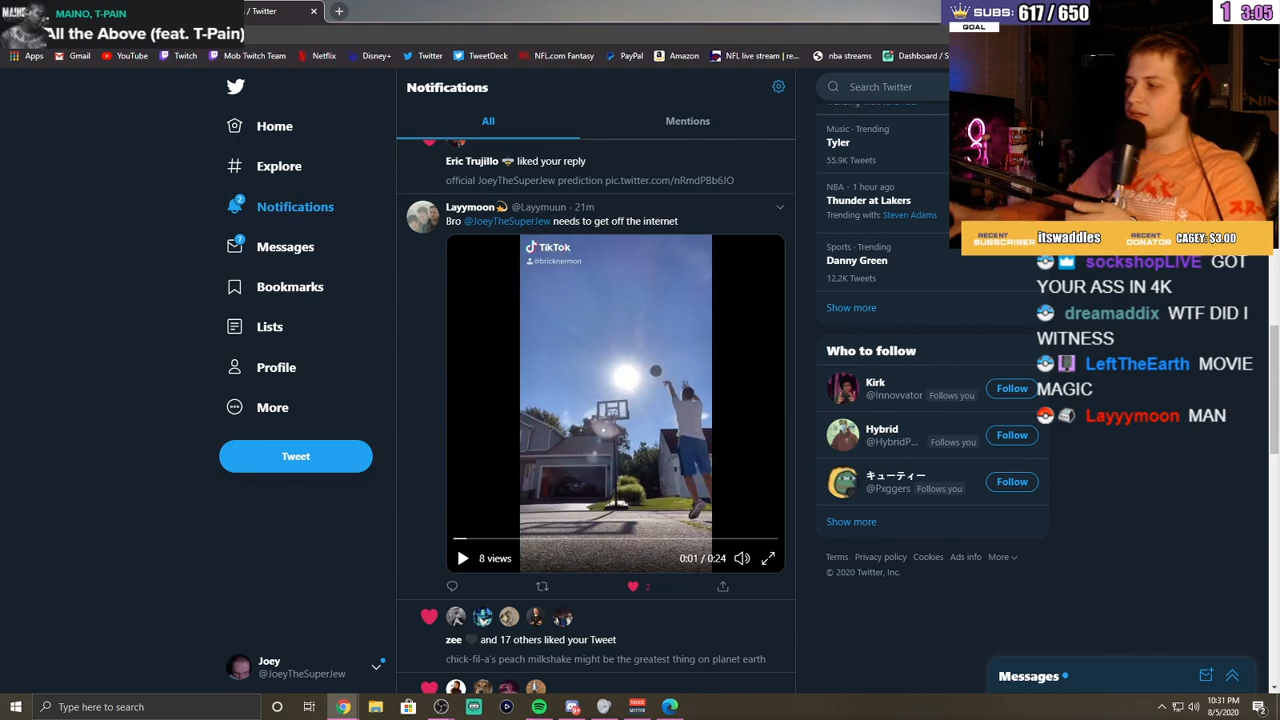 MAINO, T-PAIN
All the Above (feat. T-Pain)
/ Twitter
SUBS: 617 / 650
GOAL
1 3:05
Apps
Gmail
YouTube
Twitch
Mob Twitch Team
Netflix
Disney+
Twitter
TweetDeck
NFL.com Fantasy
PayPal
Amazon
NFL live stream | re...
nba streams
Dashboard / S
Home
Explore
2
Notifications
Messages
Bookmarks
Lists
Profile
More
Tweet
Joey
@JoeyTheSuperJew
Notifications
All
Mentions
Eric Trujillo liked your reply
official JoeyTheSuperJew prediction pic.twitter.com/nRmdPBb6JO
Layymoon @Layymuun · 21m
Bro @JoeyTheSuperJew needs to get off the internet
TikTok
@bricknermon
8 views
0:01 / 0:24
2
zee and 17 others liked your Tweet
chick-fil-a's peach milkshake might be the greatest thing on planet earth
Search Twitter
Music · Trending
Tyler
55.9K Tweets
NBA · 1 hour ago
Thunder at Lakers
Trending with: Steven Adams
Sports · Trending
Danny Green
12.2K Tweets
Show more
Who to follow
Kirk
@Innovvator Follows you
Follow
Hybrid
@HybridP... Follows you
Follow
キューティー
@Pxggers Follows you
Follow
Show more
Terms Privacy policy Cookies Ads info More
© 2020 Twitter, Inc.
RECENT SUBSCRIBER itswaddles
RECENT DONATOR CAGEY: $3.00
sockshopLIVE GOT
YOUR ASS IN 4K
dreamaddix WTF DID I
WITNESS
LeftTheEarth MOVIE
MAGIC
Layyymoon MAN
Messages
Type here to search
10:31 PM
8/5/2020
2